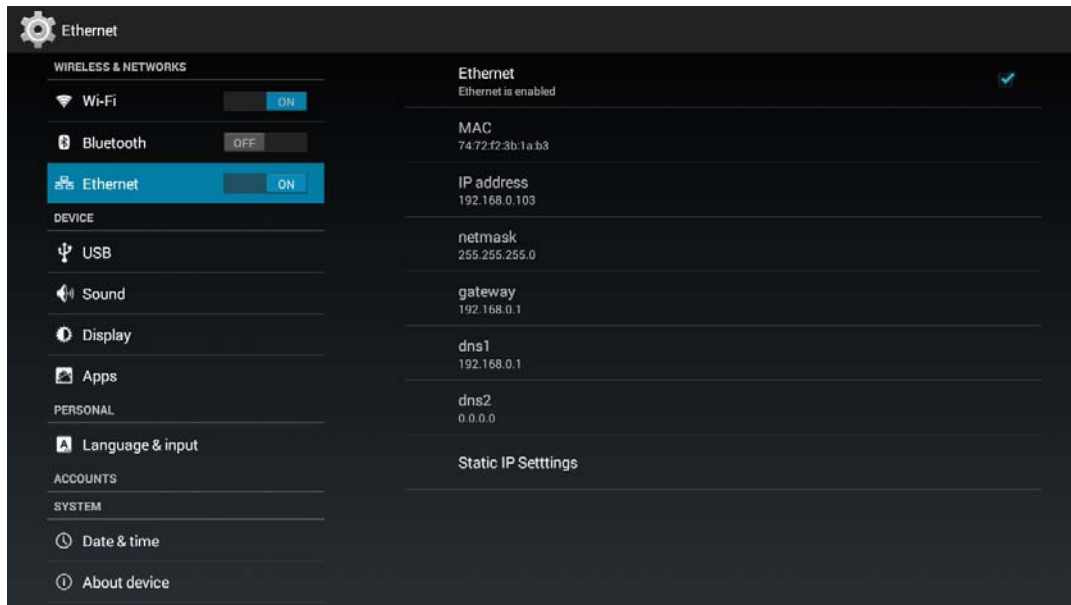 Ethernet
WIRELESS & NETWORKS
Wi-Fi ON
Bluetooth OFF
Ethernet ON
DEVICE
USB
Sound
Display
Apps
PERSONAL
Language & input
ACCOUNTS
SYSTEM
Date & time
About device
Ethernet
Ethernet is enabled
MAC
74:72:f2:3b:1a:b3
IP address
192.168.0.103
netmask
255.255.255.0
gateway
192.168.0.1
dns1
192.168.0.1
dns2
0.0.0.0
Static IP Setttings